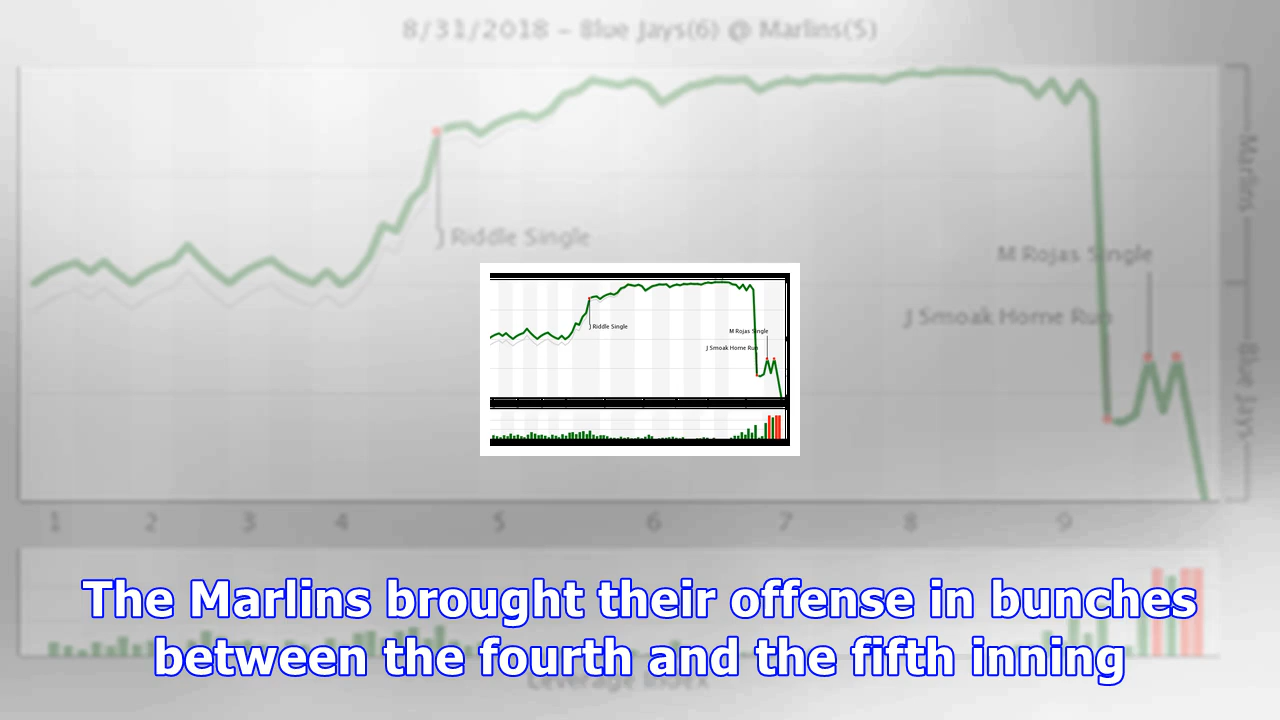 8/31/2018 – Blue Jays(6) @ Marlins(5)
Marlins
J Riddle Single
M Rojas Single
J Smoak Home Run
Blue Jays
J Riddle Single
M Rojas Single
J Smoak Home Run
1 2 3 4 5 6 7 8 9
The Marlins brought their offense in bunches
between the fourth and the fifth inning
Leverage Index